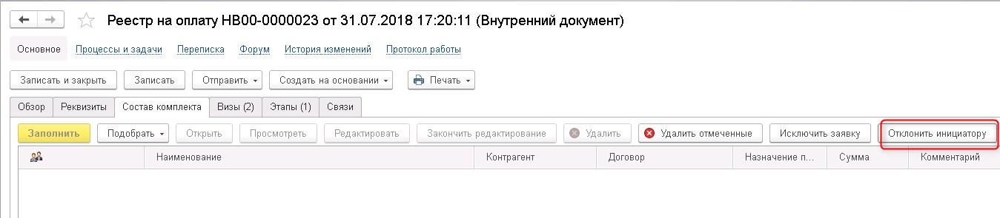 Реестр на оплату НВ00-0000023 от 31.07.2018 17:20:11 (Внутренний документ)
Основное Процессы и задачи Переписка Форум История изменений Протокол работы
Записать и закрыть Записать Отправить Создать на основании Печать
Обзор Реквизиты Состав комплекта Визы (2) Этапы (1) Связи
Заполнить Подобрать Открыть Просмотреть Редактировать Закончить редактирование Удалить Удалить отмеченные Исключить заявку Отклонить инициатору
Наименование Контрагент Договор Назначение п... Сумма Комментарий